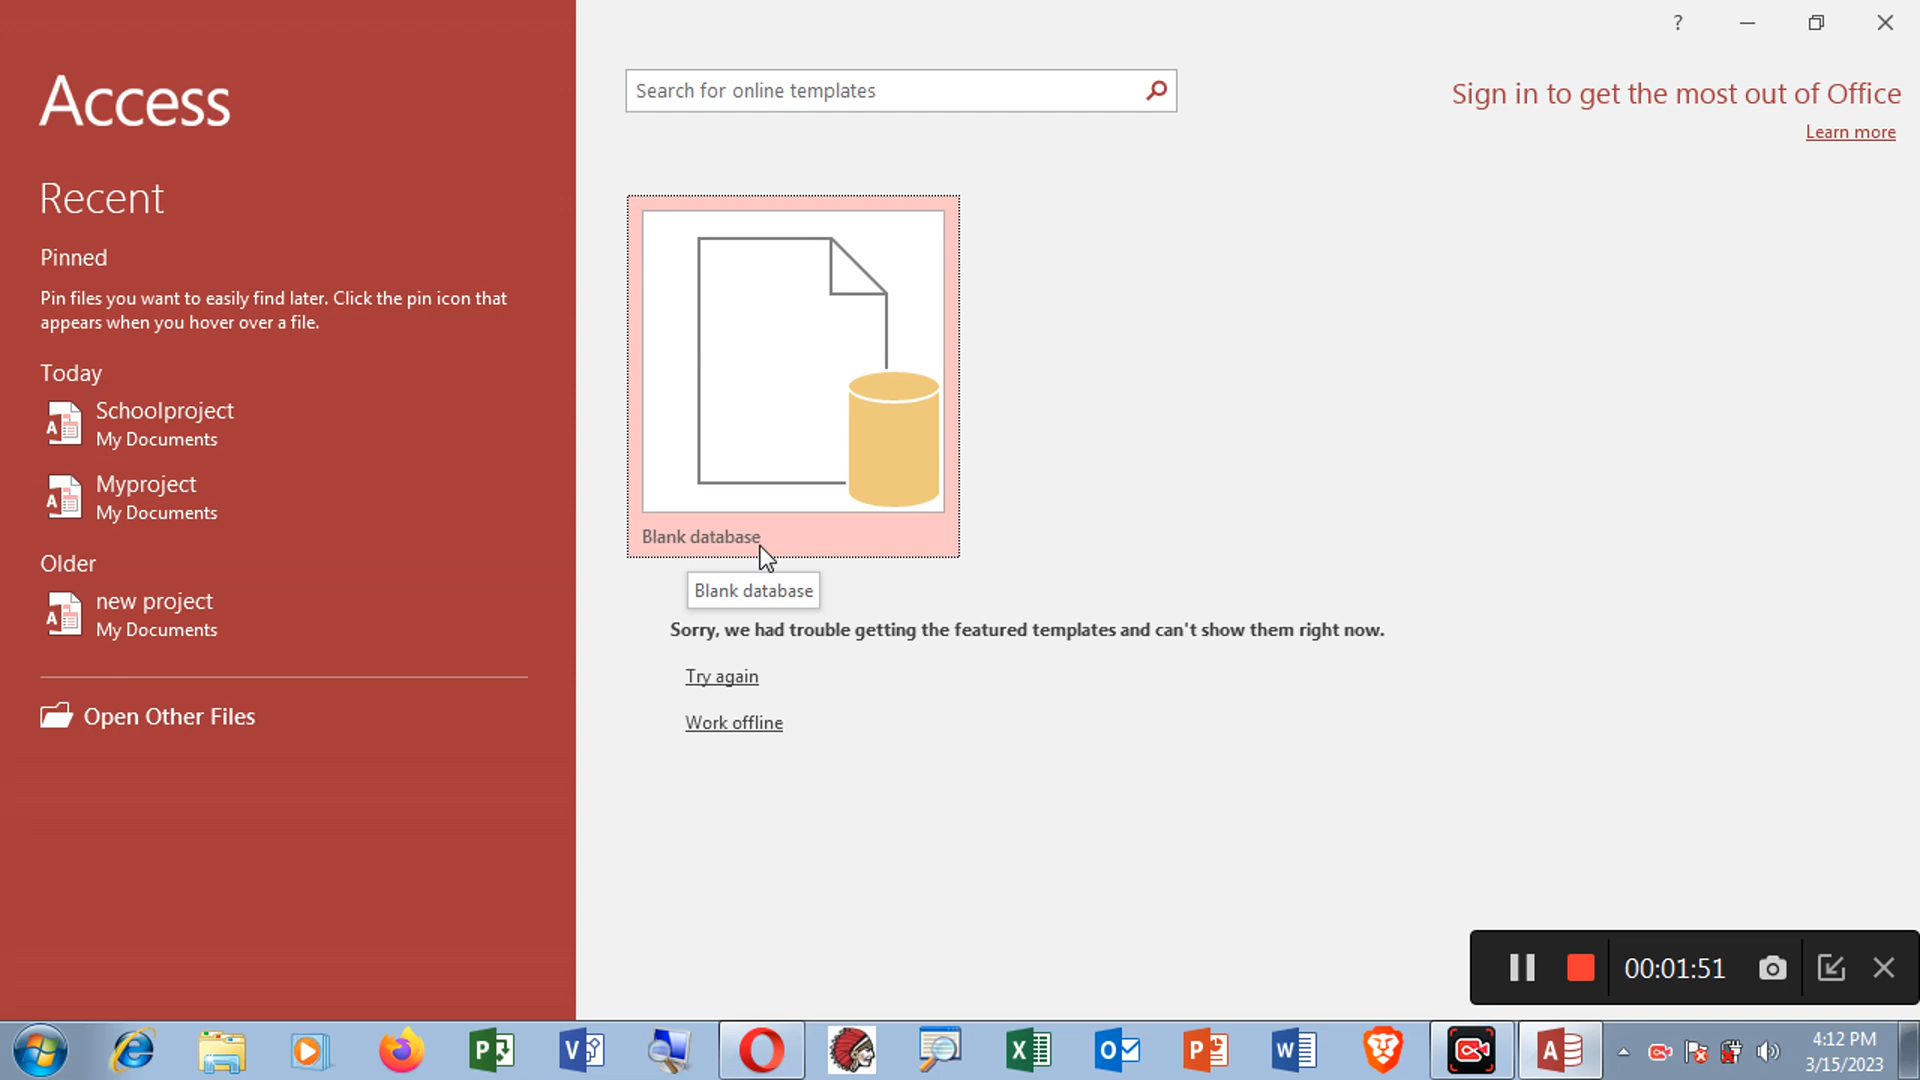 Access
Recent
Pinned
Pin files you want to easily find later. Click the pin icon that
appears when you hover over a file.
Today
Schoolproject
My Documents
Myproject
My Documents
Older
new project
My Documents
Open Other Files
?
Search for online templates
Sign in to get the most out of Office
Learn more
Blank database
Blank database
Sorry, we had trouble getting the featured templates and can't show them right now.
Try again
Work offline
00:01:51
4:12 PM
3/15/2023